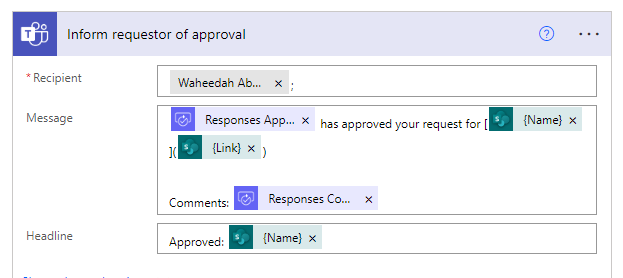 Inform requestor of approval
* Recipient
Waheedah Ab... × ;
Message
Responses App... × has approved your request for [ {Name} ×
]( {Link} × )
Comments: Responses Co... ×
Headline
Approved: {Name} ×